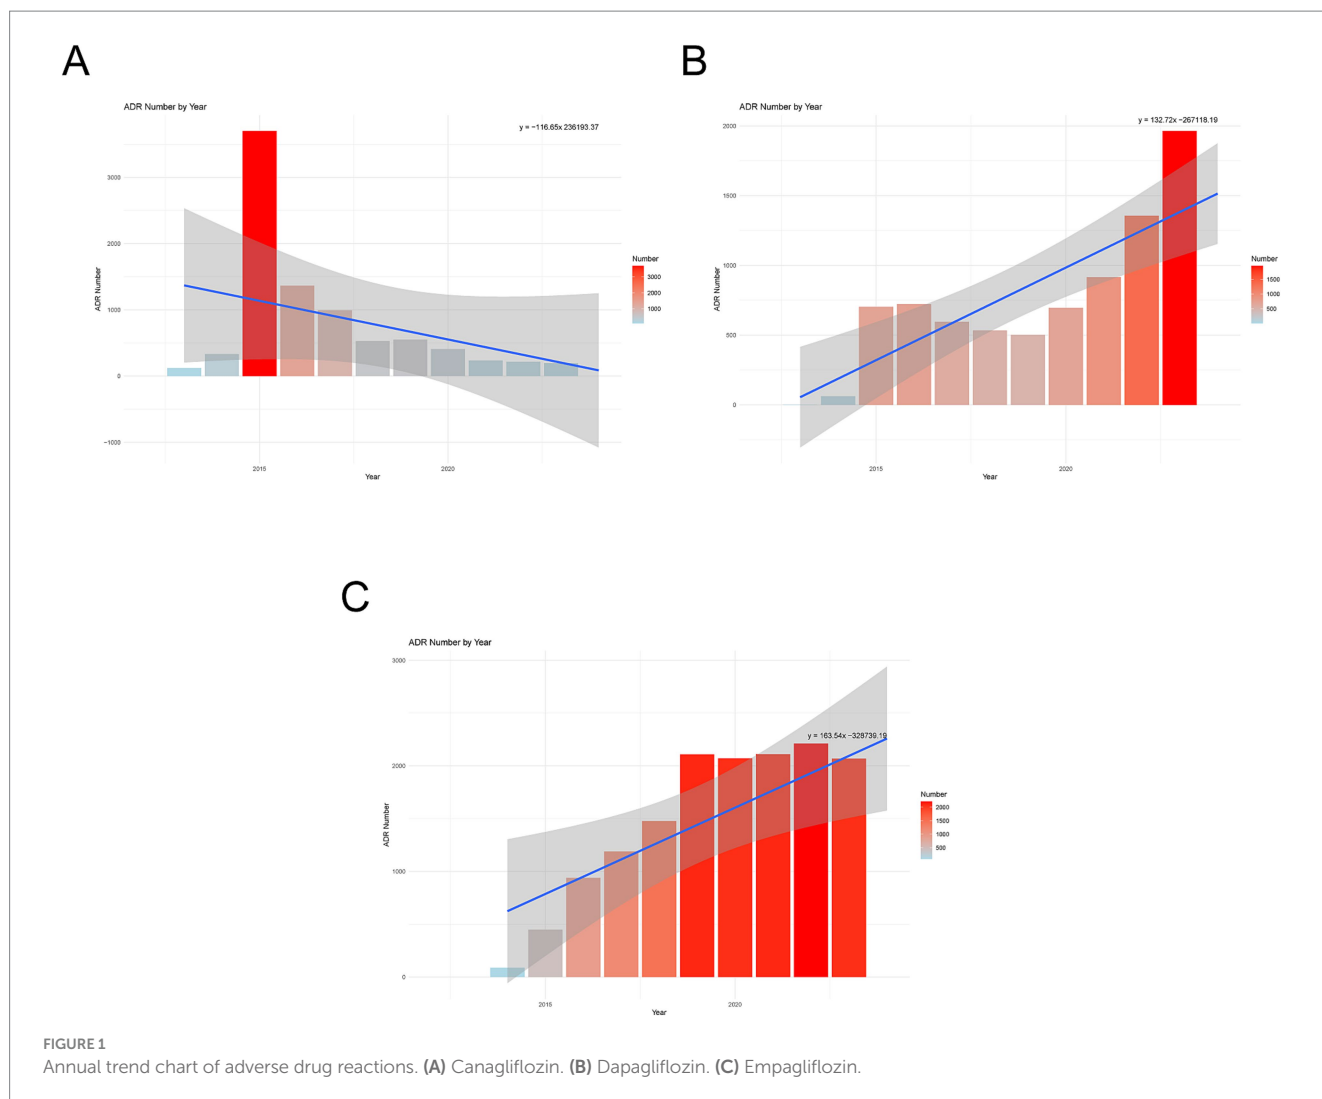 A
ADR Number by Year
y = −116.65x 236193.37
3000
2000
1000
0
−1000
ADR Number
2015
2020
Year
Number
3000
2000
1000
B
ADR Number by Year
y = 132.72x −267118.19
2000
1500
1000
500
0
ADR Number
2015
2020
Year
Number
1500
1000
500
C
ADR Number by Year
y = 163.54x −328739.19
3000
2000
1000
0
ADR Number
2015
2020
Year
Number
2000
1500
1000
500
FIGURE 1
Annual trend chart of adverse drug reactions. (A) Canagliflozin. (B) Dapagliflozin. (C) Empagliflozin.